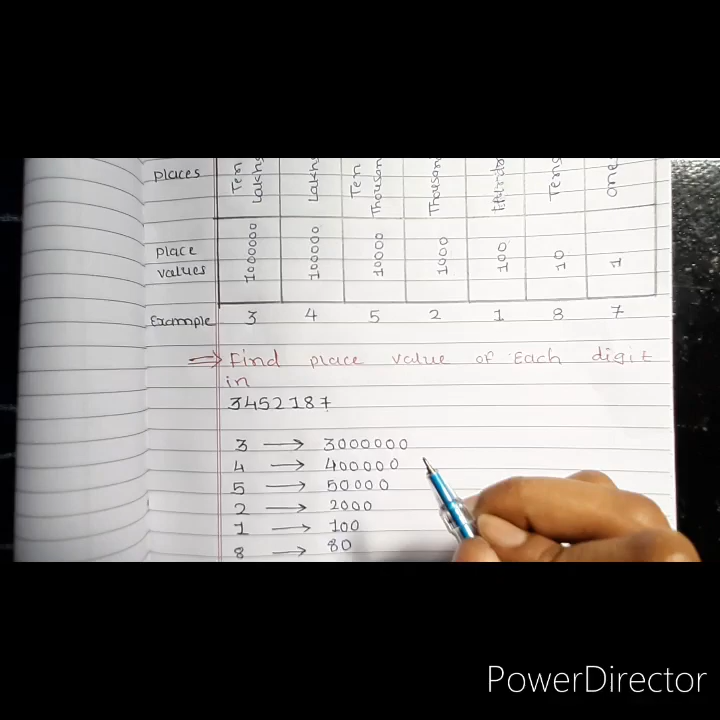 places Ten Lakhs Lakhs Ten Thousand Thousand Hundreds Tens ones
place values 1000000 100000 10000 1000 100 10 1
Example 3 4 5 2 1 8 7
⇒ Find place value of Each digit
in
3452187
3 → 3000000
4 → 400000
5 → 50000
2 → 2000
1 → 100
8 → 80
PowerDirector